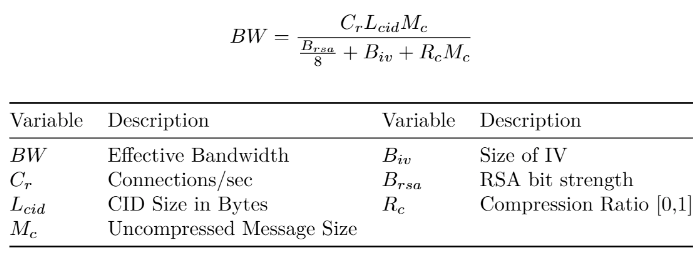 BW = \frac{C_r L_{cid} M_c}{\frac{B_{rsa}}{8} + B_{iv} + R_c M_c}
Variable Description Variable Description
BW Effective Bandwidth B_{iv} Size of IV
C_r Connections/sec B_{rsa} RSA bit strength
L_{cid} CID Size in Bytes R_c Compression Ratio [0,1]
M_c Uncompressed Message Size